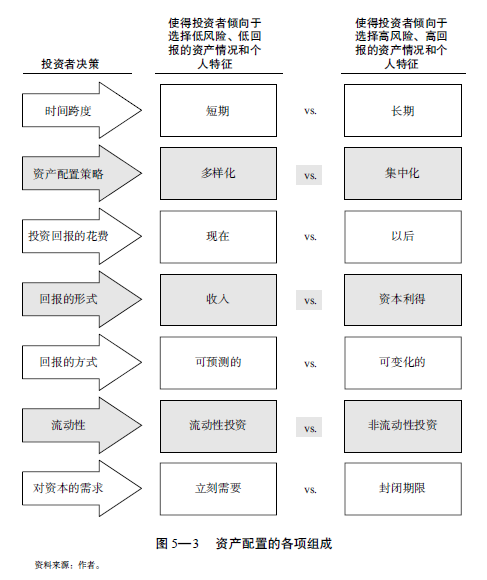 投资者决策
使得投资者倾向于
选择低风险、低回
报的资产情况和个
人特征
使得投资者倾向于
选择高风险、高回
报的资产情况和个
人特征
时间跨度 短期 vs. 长期
资产配置策略 多样化 vs. 集中化
投资回报的花费 现在 vs. 以后
回报的形式 收入 vs. 资本利得
回报的方式 可预测的 vs. 可变化的
流动性 流动性投资 vs. 非流动性投资
对资本的需求 立刻需要 vs. 封闭期限
图 5—3 资产配置的各项组成
资料来源：作者。